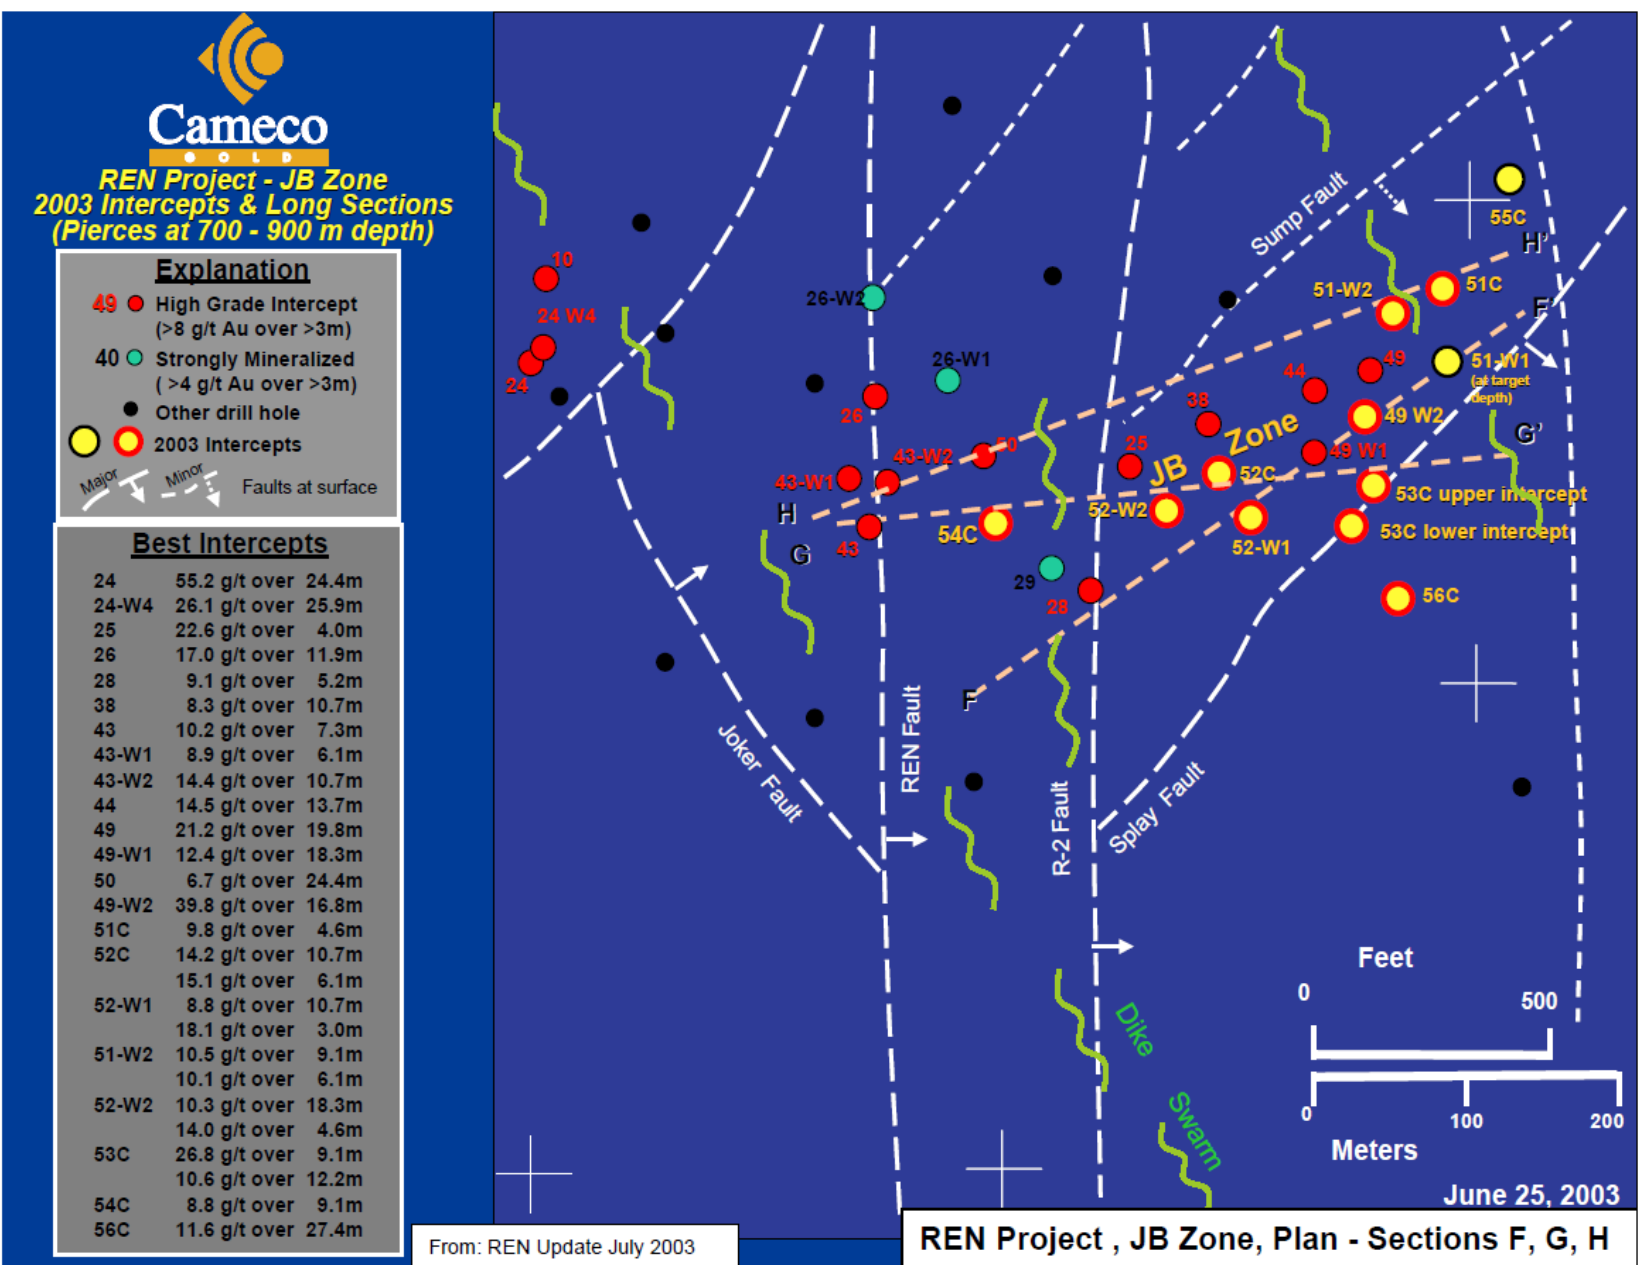 Cameco
GOLD
REN Project - JB Zone
2003 Intercepts & Long Sections
(Pierces at 700 - 900 m depth)
Explanation
49 High Grade Intercept
(>8 g/t Au over >3m)
40 Strongly Mineralized
( >4 g/t Au over >3m)
Other drill hole
2003 Intercepts
Major Minor Faults at surface
Best Intercepts
24 55.2 g/t over 24.4m
24-W4 26.1 g/t over 25.9m
25 22.6 g/t over 4.0m
26 17.0 g/t over 11.9m
28 9.1 g/t over 5.2m
38 8.3 g/t over 10.7m
43 10.2 g/t over 7.3m
43-W1 8.9 g/t over 6.1m
43-W2 14.4 g/t over 10.7m
44 14.5 g/t over 13.7m
49 21.2 g/t over 19.8m
49-W1 12.4 g/t over 18.3m
50 6.7 g/t over 24.4m
49-W2 39.8 g/t over 16.8m
51C 9.8 g/t over 4.6m
52C 14.2 g/t over 10.7m
15.1 g/t over 6.1m
52-W1 8.8 g/t over 10.7m
18.1 g/t over 3.0m
51-W2 10.5 g/t over 9.1m
10.1 g/t over 6.1m
52-W2 10.3 g/t over 18.3m
14.0 g/t over 4.6m
53C 26.8 g/t over 9.1m
10.6 g/t over 12.2m
54C 8.8 g/t over 9.1m
56C 11.6 g/t over 27.4m
From: REN Update July 2003
10
24 W4
24
26-W2
26-W1
26
43-W1
43-W2
50
43
H
G
F
54C
29
28
25
38
JB Zone
52C
52-W2
52-W1
44
49
49 W2
49 W1
51-W2
51C
55C
H'
F'
51-W1
(at target
depth)
G'
53C upper intercept
53C lower intercept
56C
Sump Fault
Joker Fault
REN Fault
R-2 Fault
Splay Fault
Dike
Swarm
Feet
0 500
0 100 200
Meters
June 25, 2003
REN Project , JB Zone, Plan - Sections F, G, H